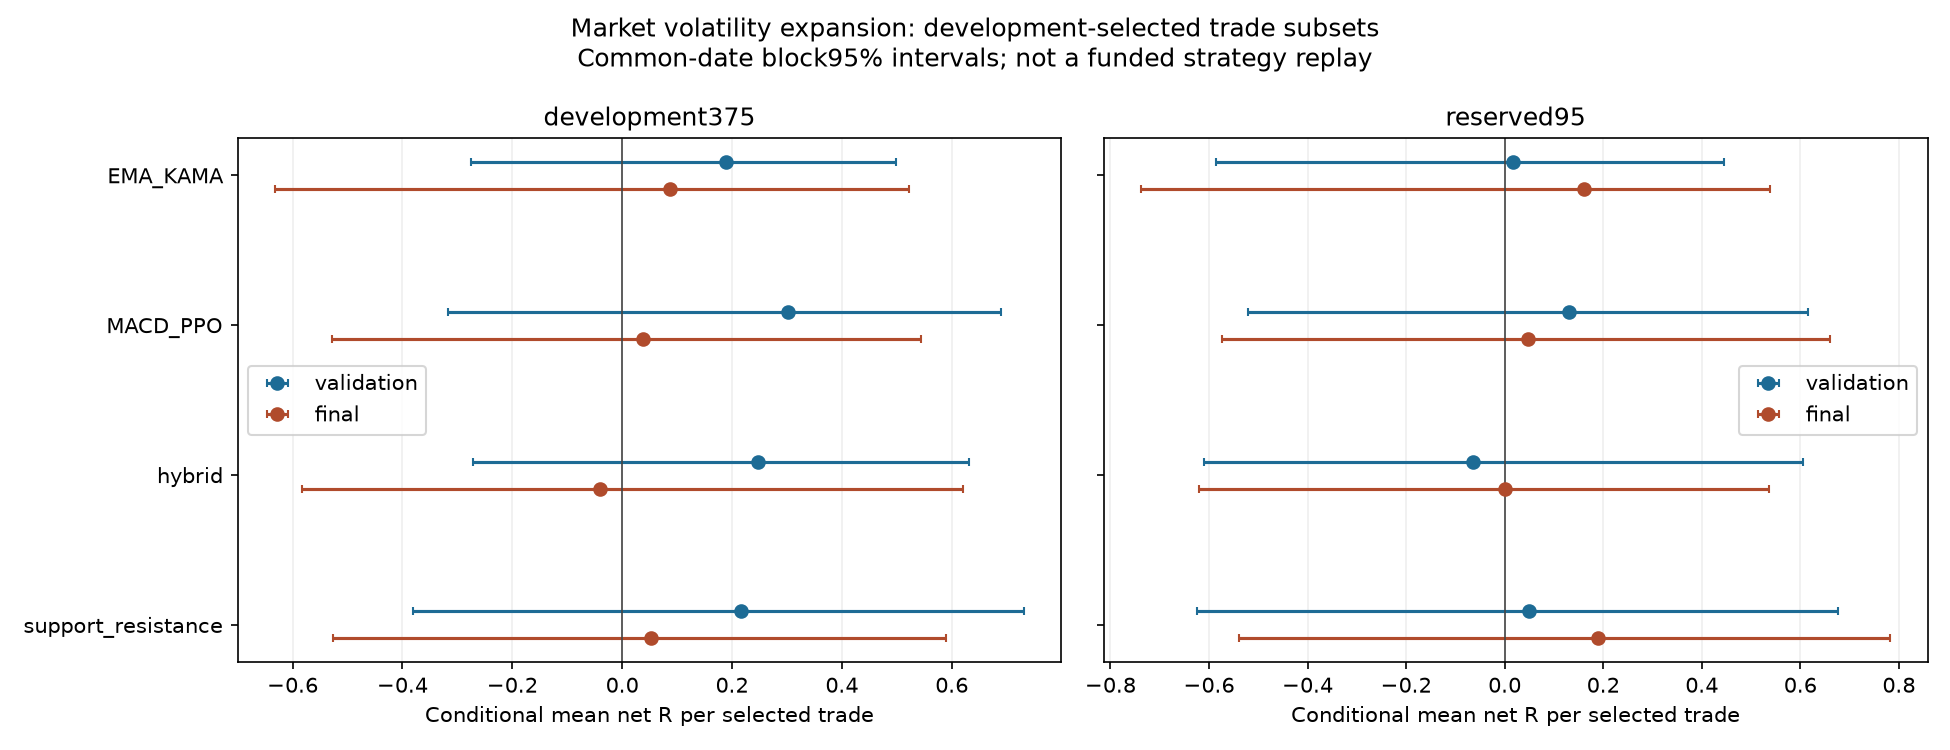 Market volatility expansion: development-selected trade subsets
Common-date block95% intervals; not a funded strategy replay
development375
EMA_KAMA
MACD_PPO
hybrid
support_resistance
validation
final
−0.6 −0.4 −0.2 0.0 0.2 0.4 0.6
Conditional mean net R per selected trade
reserved95
validation
final
−0.8 −0.6 −0.4 −0.2 0.0 0.2 0.4 0.6 0.8
Conditional mean net R per selected trade